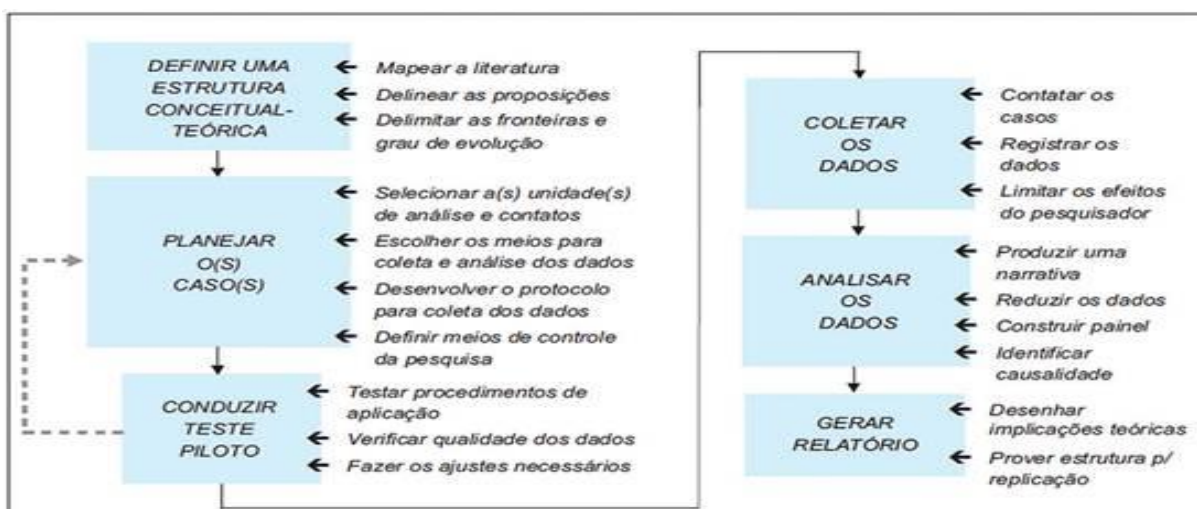 DEFINIR UMA
ESTRUTURA
CONCEITUAL-
TEÓRICA
Mapear a literatura
Delinear as proposições
Delimitar as fronteiras e
grau de evolução
PLANEJAR
O(S)
CASO(S)
Selecionar a(s) unidade(s)
de análise e contatos
Escolher os meios para
coleta e análise dos dados
Desenvolver o protocolo
para coleta dos dados
Definir meios de controle
da pesquisa
CONDUZIR
TESTE
PILOTO
Testar procedimentos de
aplicação
Verificar qualidade dos dados
Fazer os ajustes necessários
COLETAR
OS
DADOS
Contatar os
casos
Registrar os
dados
Limitar os efeitos
do pesquisador
ANALISAR
OS
DADOS
Produzir uma
narrativa
Reduzir os dados
Construir painel
Identificar
causalidade
GERAR
RELATÓRIO
Desenhar
implicações teóricas
Prover estrutura p/
replicação